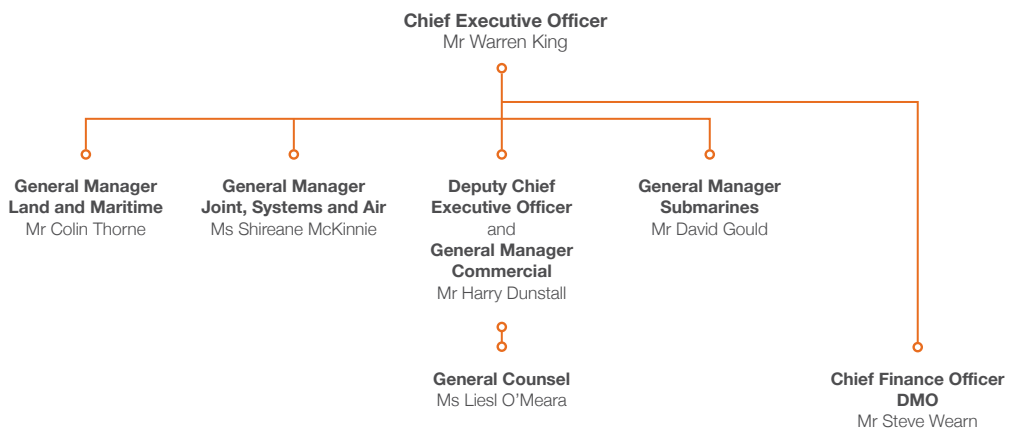 Chief Executive Officer
Mr Warren King
General Manager
Land and Maritime
Mr Colin Thorne
General Manager
Joint, Systems and Air
Ms Shireane McKinnie
Deputy Chief
Executive Officer
and
General Manager
Commercial
Mr Harry Dunstall
General Manager
Submarines
Mr David Gould
General Counsel
Ms Liesl O’Meara
Chief Finance Officer
DMO
Mr Steve Wearn